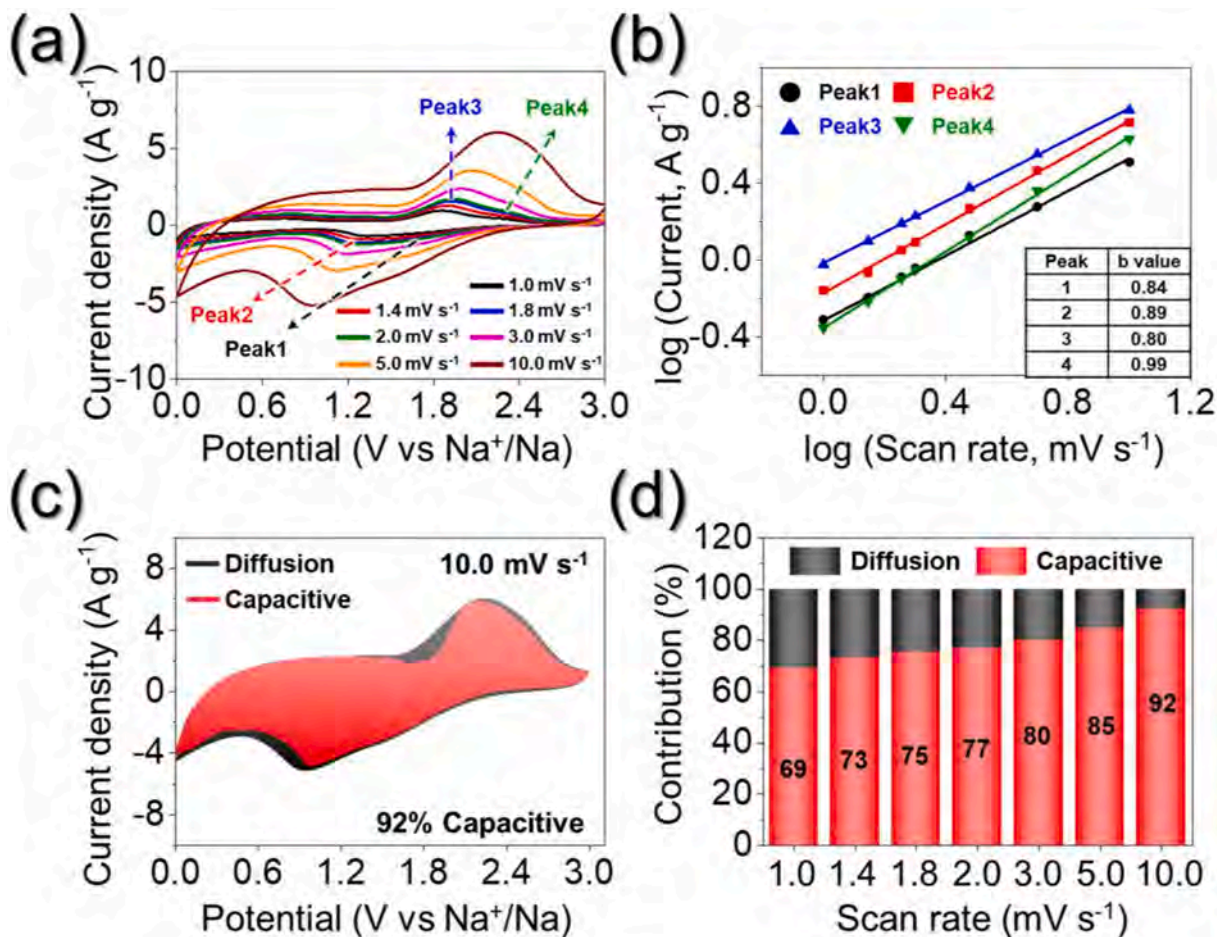 (a)
10
5
0
-5
-10
Current density (A g⁻¹)
Peak3
Peak4
Peak2
Peak1
1.0 mV s⁻¹
1.4 mV s⁻¹
1.8 mV s⁻¹
2.0 mV s⁻¹
3.0 mV s⁻¹
5.0 mV s⁻¹
10.0 mV s⁻¹
0.0 0.6 1.2 1.8 2.4 3.0
Potential (V vs Na⁺/Na)
(b)
Peak1 Peak2
Peak3 Peak4
0.8
0.4
0.0
-0.4
log (Current, A g⁻¹)
Peak b value
1 0.84
2 0.89
3 0.80
4 0.99
0.0 0.4 0.8 1.2
log (Scan rate, mV s⁻¹)
(c)
Diffusion 10.0 mV s⁻¹
Capacitive
8
4
0
-4
-8
Current density (A g⁻¹)
92% Capacitive
0.0 0.6 1.2 1.8 2.4 3.0
Potential (V vs Na⁺/Na)
(d)
120
100
80
60
40
20
0
Contribution (%)
Diffusion Capacitive
69 73 75 77 80 85 92
1.0 1.4 1.8 2.0 3.0 5.0 10.0
Scan rate (mV s⁻¹)